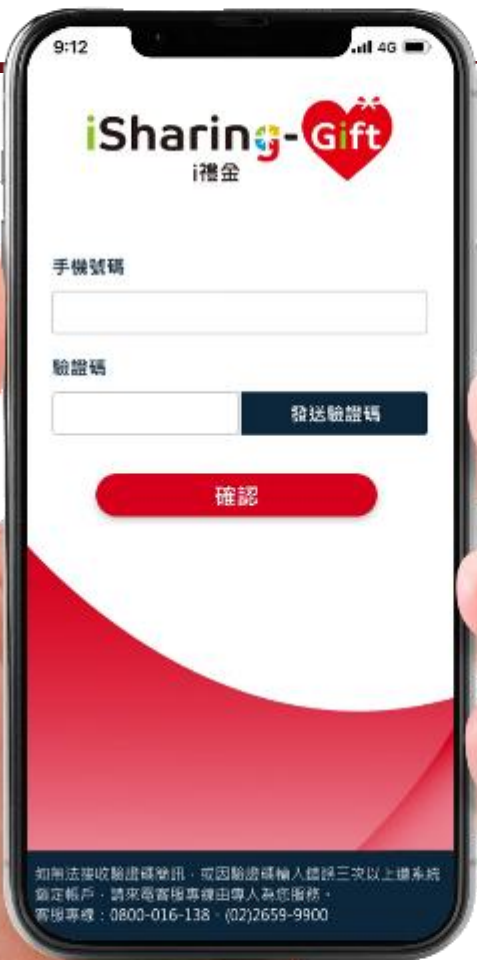 9:12
4G
iSharing-Gift
i禮金
手機號碼
驗證碼
發送驗證碼
確認
如無法接收驗證碼簡訊，或因驗證碼輸入錯誤三次以上遭系統
鎖定帳戶，請來電客服專線由專人為您服務。
客服專線：0800-016-138、(02)2659-9900